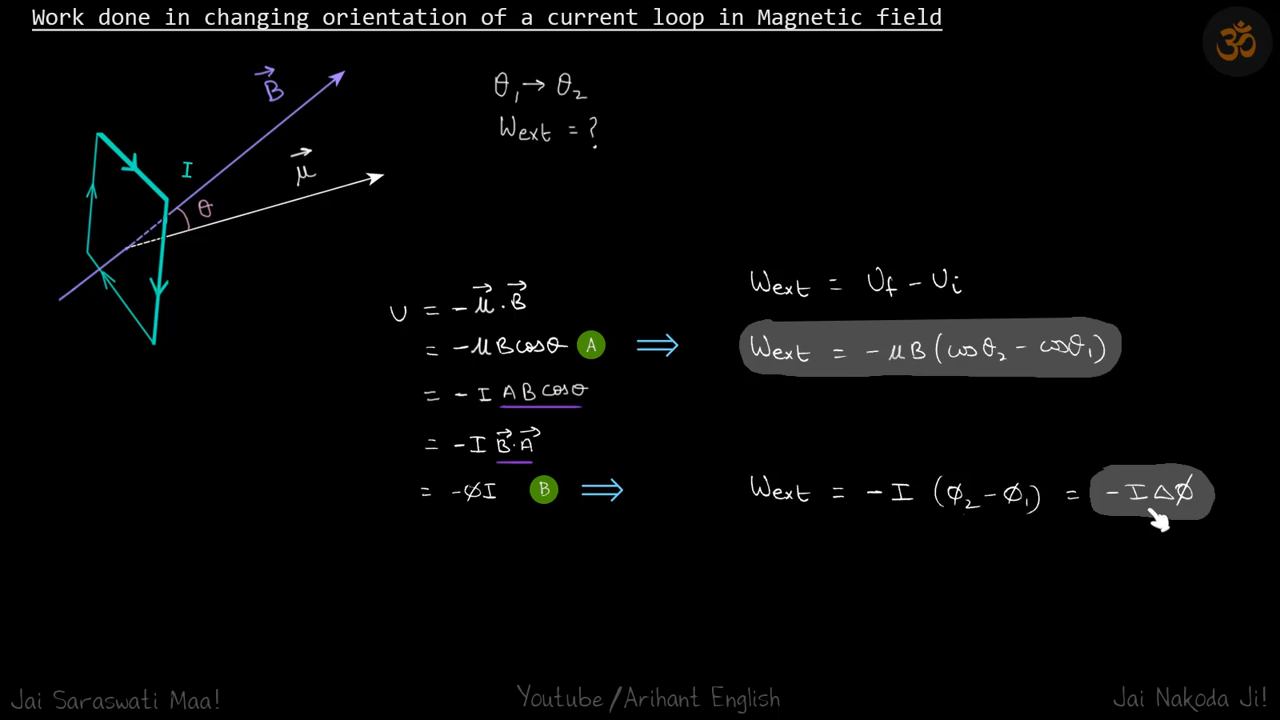 Work done in changing orientation of a current loop in Magnetic field
ॐ
B⃗
I
μ⃗
θ
θ₁ → θ₂
Wext = ?
U = -μ⃗.B⃗
= -μBcosθ A ⟹
= - I ABcosθ
= -I B⃗.A⃗
= -ϕI B ⟹
Wext = Uf - Ui
Wext = -μB(cosθ₂ - cosθ₁)
Wext = -I (ϕ₂-ϕ₁) = -I△ϕ
Jai Saraswati Maa!
Youtube/Arihant English
Jai Nakoda Ji!